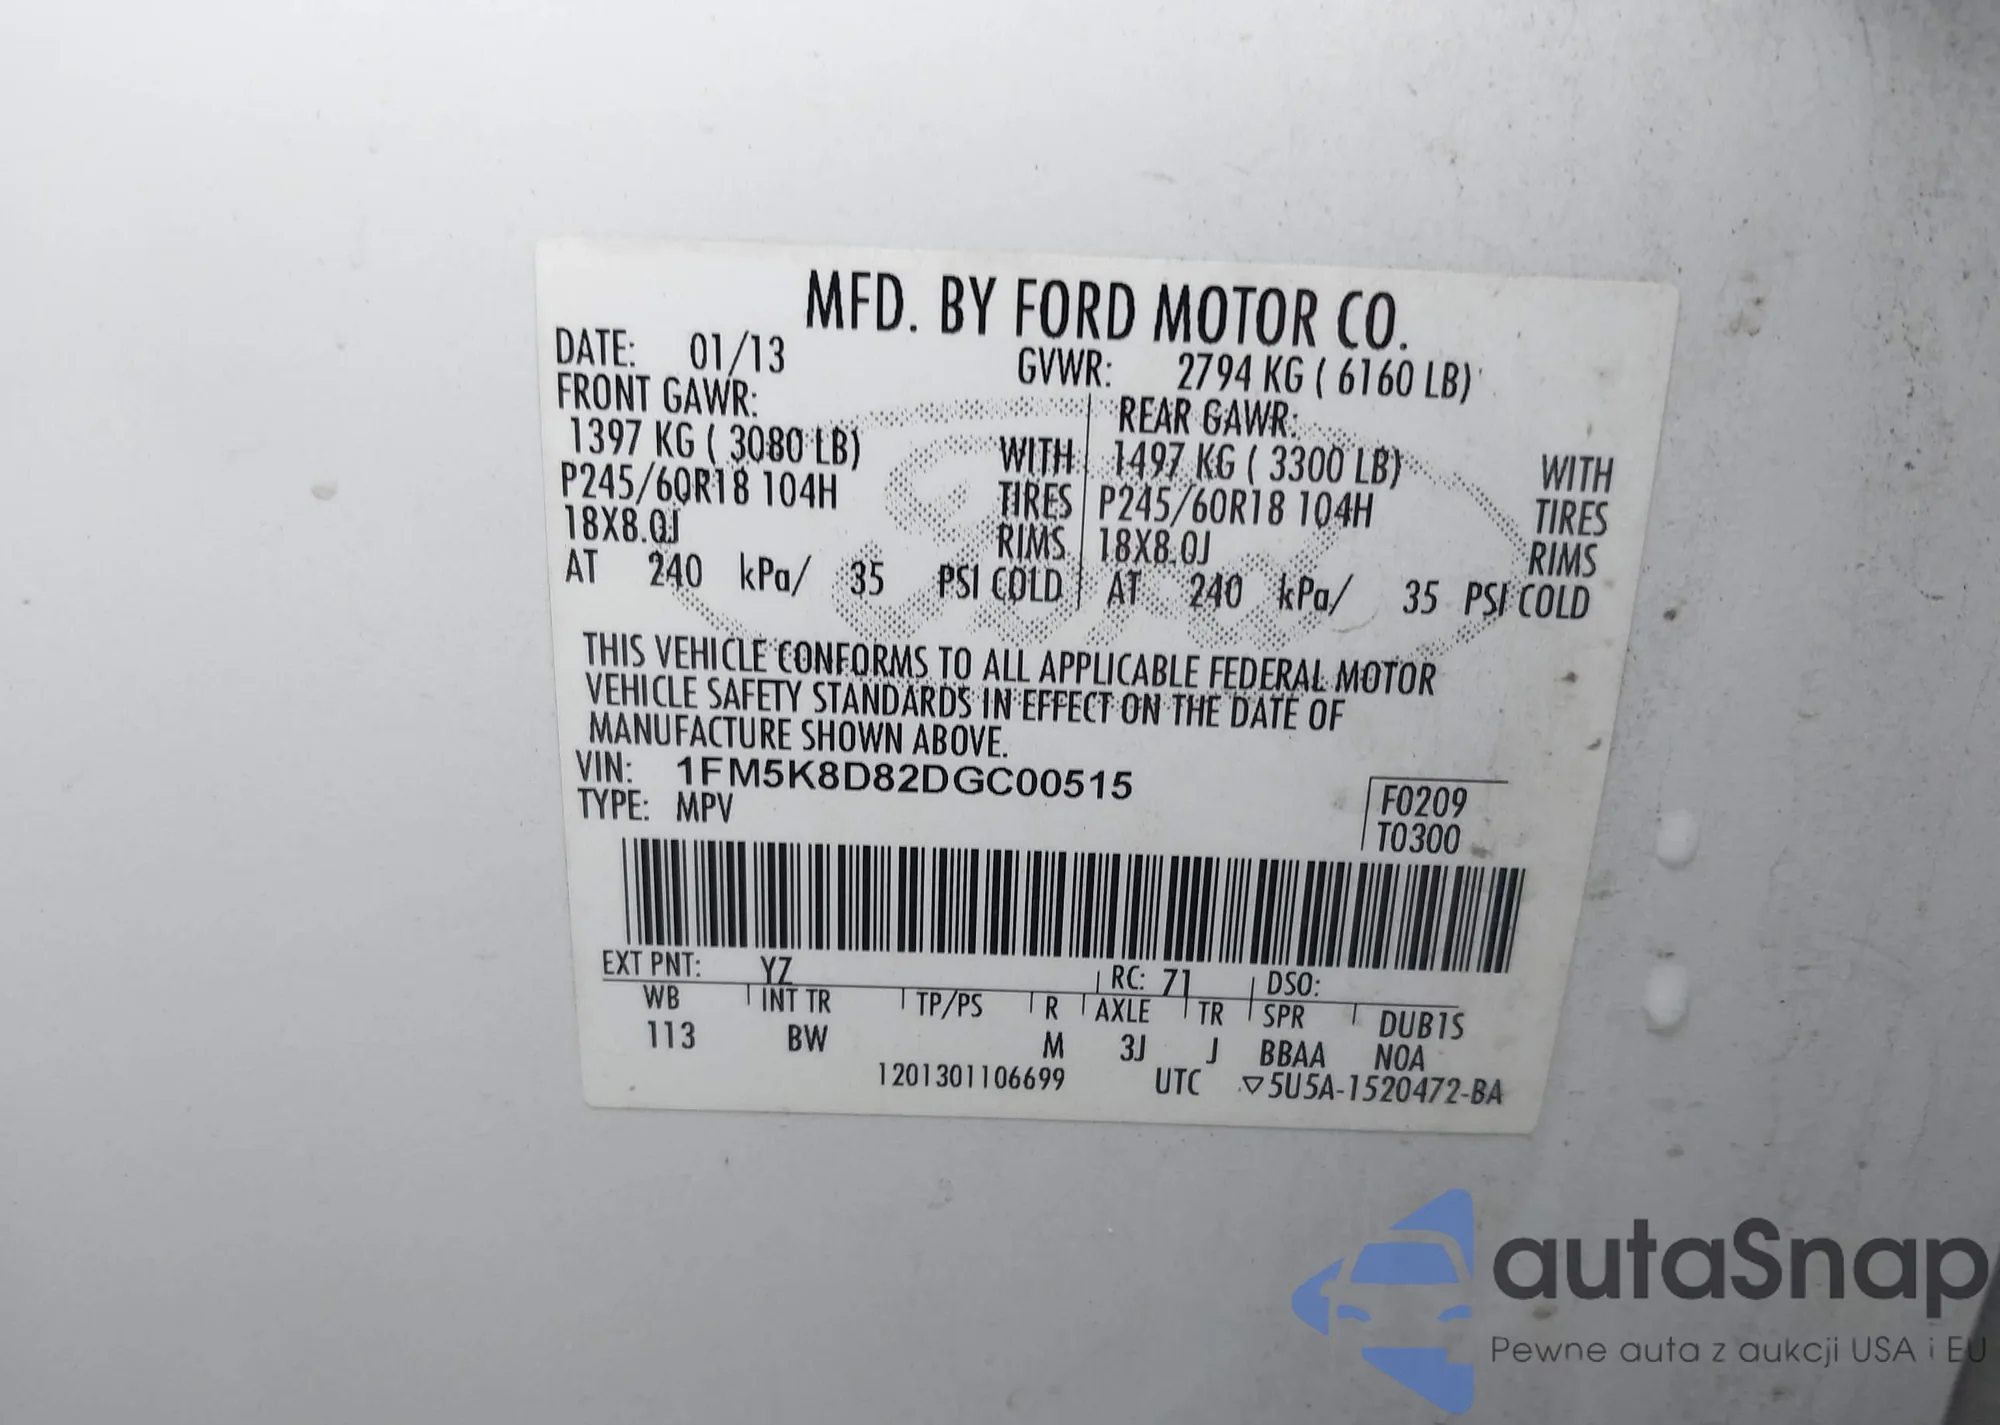 MFD. BY FORD MOTOR CO.
DATE: 01/13 GVWR: 2794 KG ( 6160 LB)
FRONT GAWR: REAR GAWR:
1397 KG ( 3080 LB) WITH 1497 KG ( 3300 LB) WITH
P245/60R18 104H TIRES P245/60R18 104H TIRES
18X8.0J RIMS 18X8.0J RIMS
AT 240 kPa/ 35 PSI COLD AT 240 kPa/ 35 PSI COLD
THIS VEHICLE CONFORMS TO ALL APPLICABLE FEDERAL MOTOR
VEHICLE SAFETY STANDARDS IN EFFECT ON THE DATE OF
MANUFACTURE SHOWN ABOVE.
VIN: 1FM5K8D82DGC00515
TYPE: MPV
F0209
T0300
EXT PNT: YZ RC: 71 DSO:
WB INT TR TP/PS R AXLE TR SPR DUB1S
113 BW M 3J J BBAA NOA
1201301106699 UTC ▽5U5A-1520472-BA
autaSnap
Pewne auta z aukcji USA i EU